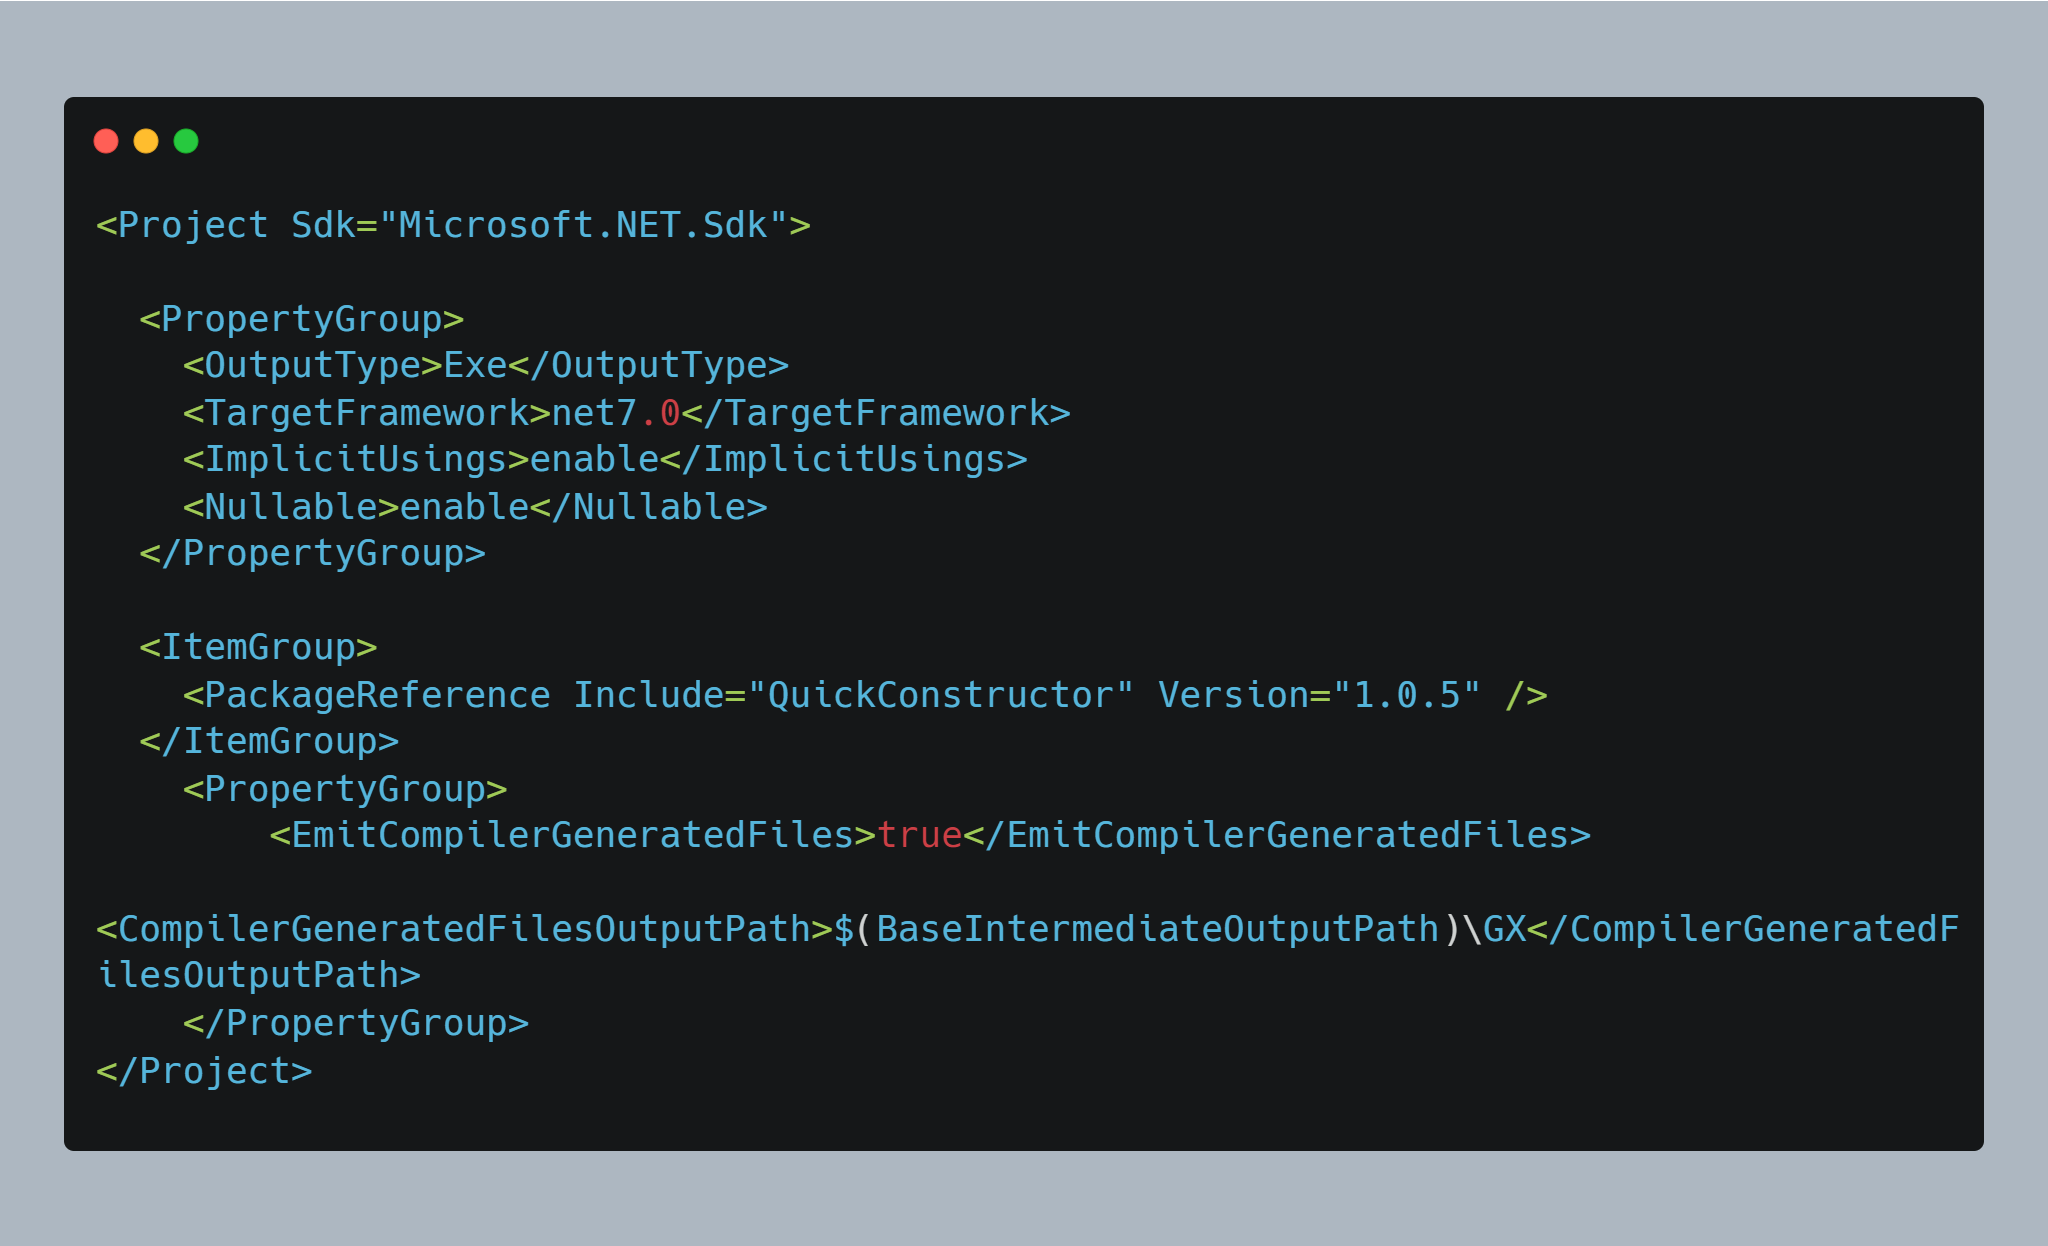 <Project Sdk="Microsoft.NET.Sdk">
<PropertyGroup>
<OutputType>Exe</OutputType>
<TargetFramework>net7.0</TargetFramework>
<ImplicitUsings>enable</ImplicitUsings>
<Nullable>enable</Nullable>
</PropertyGroup>
<ItemGroup>
<PackageReference Include="QuickConstructor" Version="1.0.5" />
</ItemGroup>
<PropertyGroup>
<EmitCompilerGeneratedFiles>true</EmitCompilerGeneratedFiles>
<CompilerGeneratedFilesOutputPath>$(BaseIntermediateOutputPath)\GX</CompilerGeneratedF
ilesOutputPath>
</PropertyGroup>
</Project>